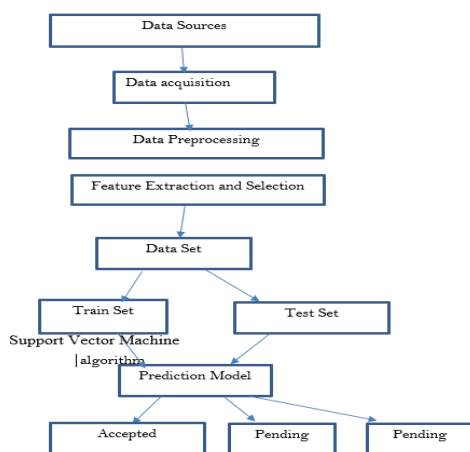 Data Sources
Data acquisition
Data Preprocessing
Feature Extraction and Selection
Data Set
Train Set
Test Set
Support Vector Machine
|algorithm
Prediction Model
Accepted
Pending
Pending